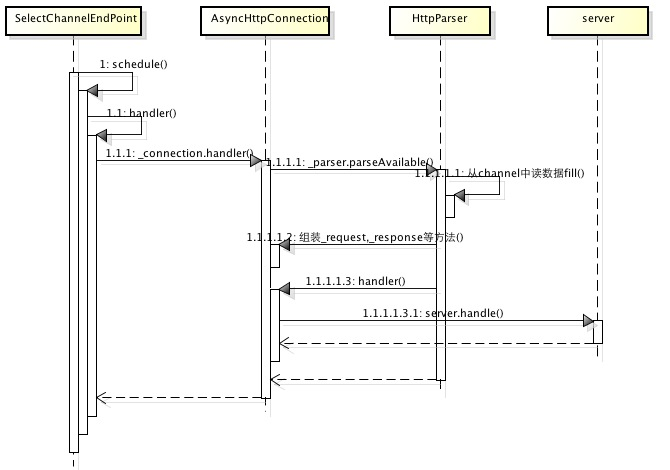 SelectChannelEndPoint
AsyncHttpConnection
HttpParser
server
1: schedule()
1.1: handler()
1.1.1: _connection.handler()
1.1.1.1: _parser.parseAvailable()
1.1.1.1.1: 从channel中读数据fill()
1.1.1.1.2: 组装_request,_response等方法()
1.1.1.1.3: handler()
1.1.1.1.3.1: server.handle()